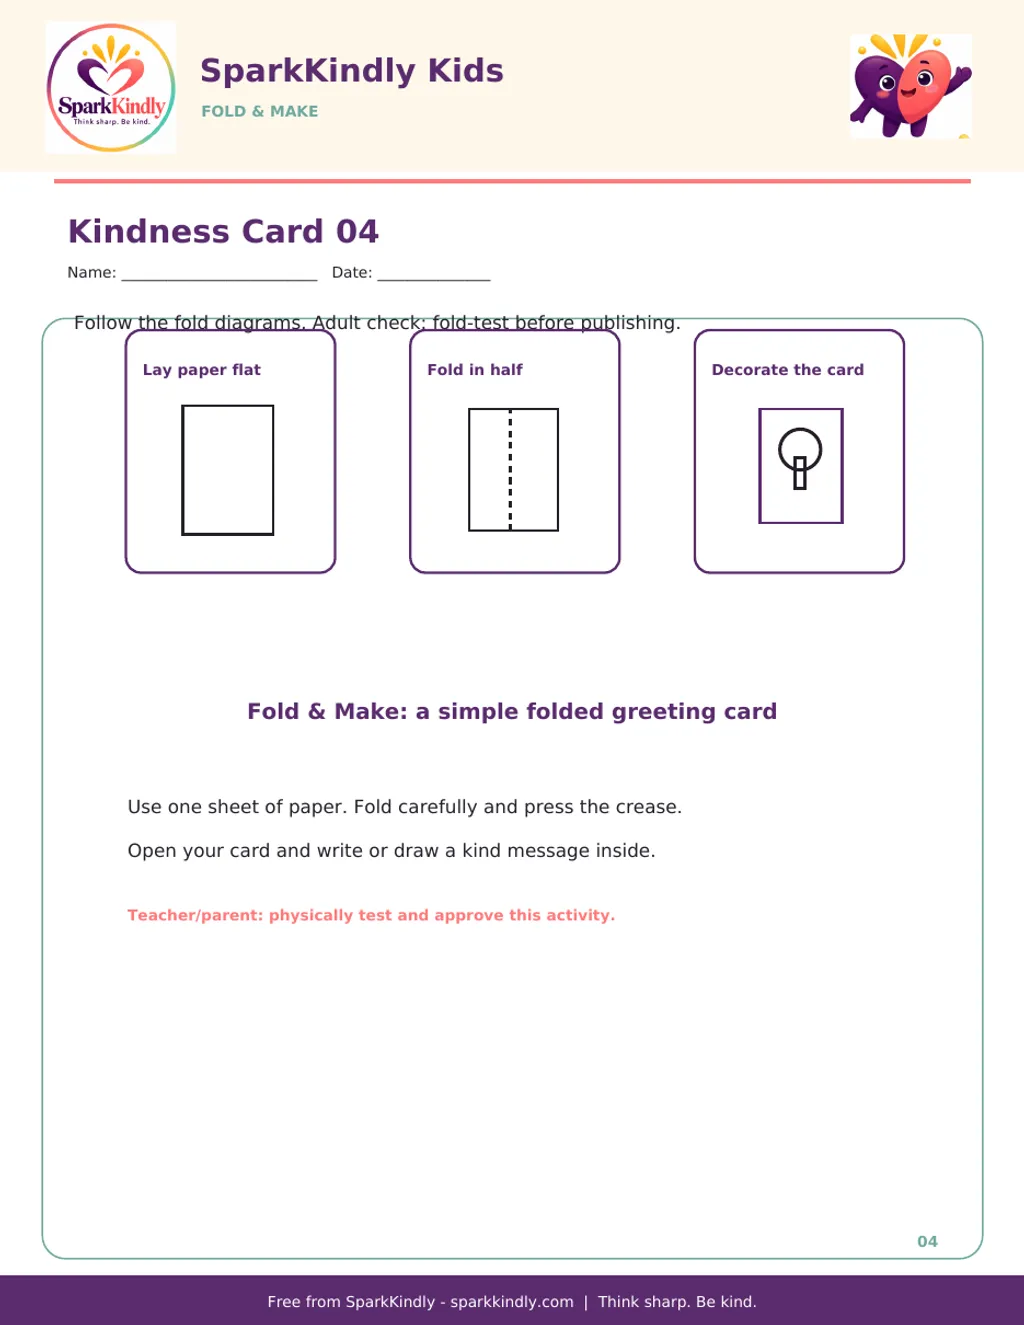 SparkKindly
Think sharp. Be kind.
SparkKindly Kids
FOLD & MAKE
Kindness Card 04
Name: __________________________ Date: _______________
Follow the fold diagrams. Adult check: fold-test before publishing.
Lay paper flat
Fold in half
Decorate the card
Fold & Make: a simple folded greeting card
Use one sheet of paper. Fold carefully and press the crease.
Open your card and write or draw a kind message inside.
Teacher/parent: physically test and approve this activity.
04
Free from SparkKindly - sparkkindly.com | Think sharp. Be kind.